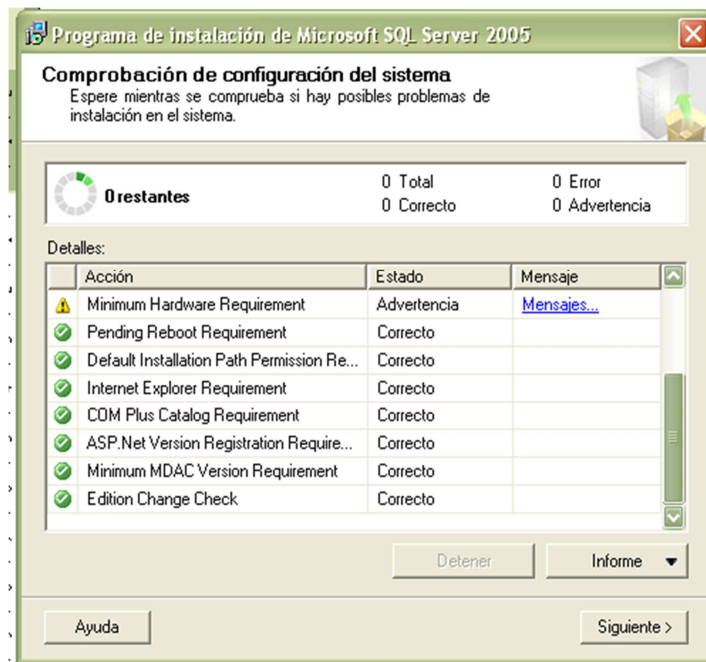 Programa de instalación de Microsoft SQL Server 2005
Comprobación de configuración del sistema
Espere mientras se comprueba si hay posibles problemas de
instalación en el sistema.
0 restantes
0 Total
0 Error
0 Correcto
0 Advertencia
Detalles:
Acción Estado Mensaje
Minimum Hardware Requirement Advertencia Mensajes...
Pending Reboot Requirement Correcto
Default Installation Path Permission Re... Correcto
Internet Explorer Requirement Correcto
COM Plus Catalog Requirement Correcto
ASP.Net Version Registration Require... Correcto
Minimum MDAC Version Requirement Correcto
Edition Change Check Correcto
Detener Informe
Ayuda Siguiente >